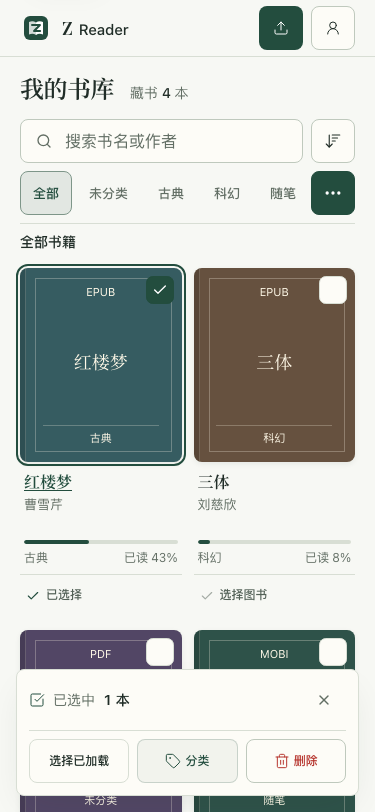 Z Reader
我的书库 藏书 4 本
搜索书名或作者
全部 未分类 古典 科幻 随笔
全部书籍
EPUB
红楼梦
古典
红楼梦
曹雪芹
古典 已读 43%
已选择
EPUB
三体
科幻
三体
刘慈欣
科幻 已读 8%
选择图书
PDF
MOBI
已选中 1 本
选择已加载 分类 删除
未分类
随笔